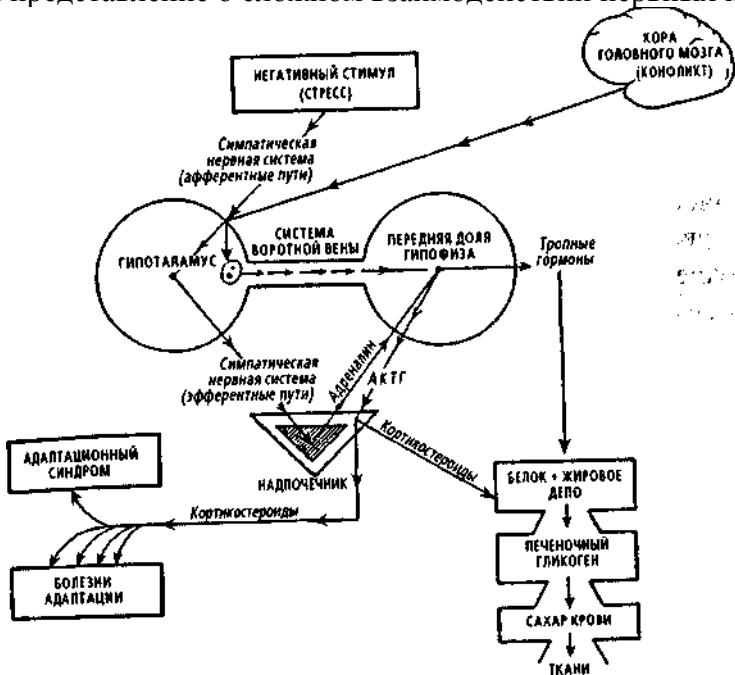 представление о сложном взаимодействии нервных и
ХОРА
ГОЛОВНОГО МОЗГА
(КОНОЛИКТ)
НЕГАТИВНЫЙ СТИМУЛ
(СТРЕСС)
Симпатическая
нервная система
(афферентные пути)
СИСТЕМА
ВОРОТНОЙ ВЕНЫ
ПЕРЕДНЯЯ ДОЛЯ
ГИПОФИЗА
Тропные
гормоны
ГИПОТАЛАМУС
Симпатическая
нервная система
(эфферентные пути)
Адреналин
АКТГ
Кортикостероиды
НАДПОЧЕЧНИК
АДАПТАЦИОННЫЙ
СИНДРОМ
Кортикостероиды
БОЛЕЗНИ
АДАПТАЦИИ
БЕЛОК + ЖИРОВОЕ
ДЕПО
ПЕЧЕНОЧНЫЙ
ГЛИКОГЕН
САХАР КРОВИ
ТКАНИ